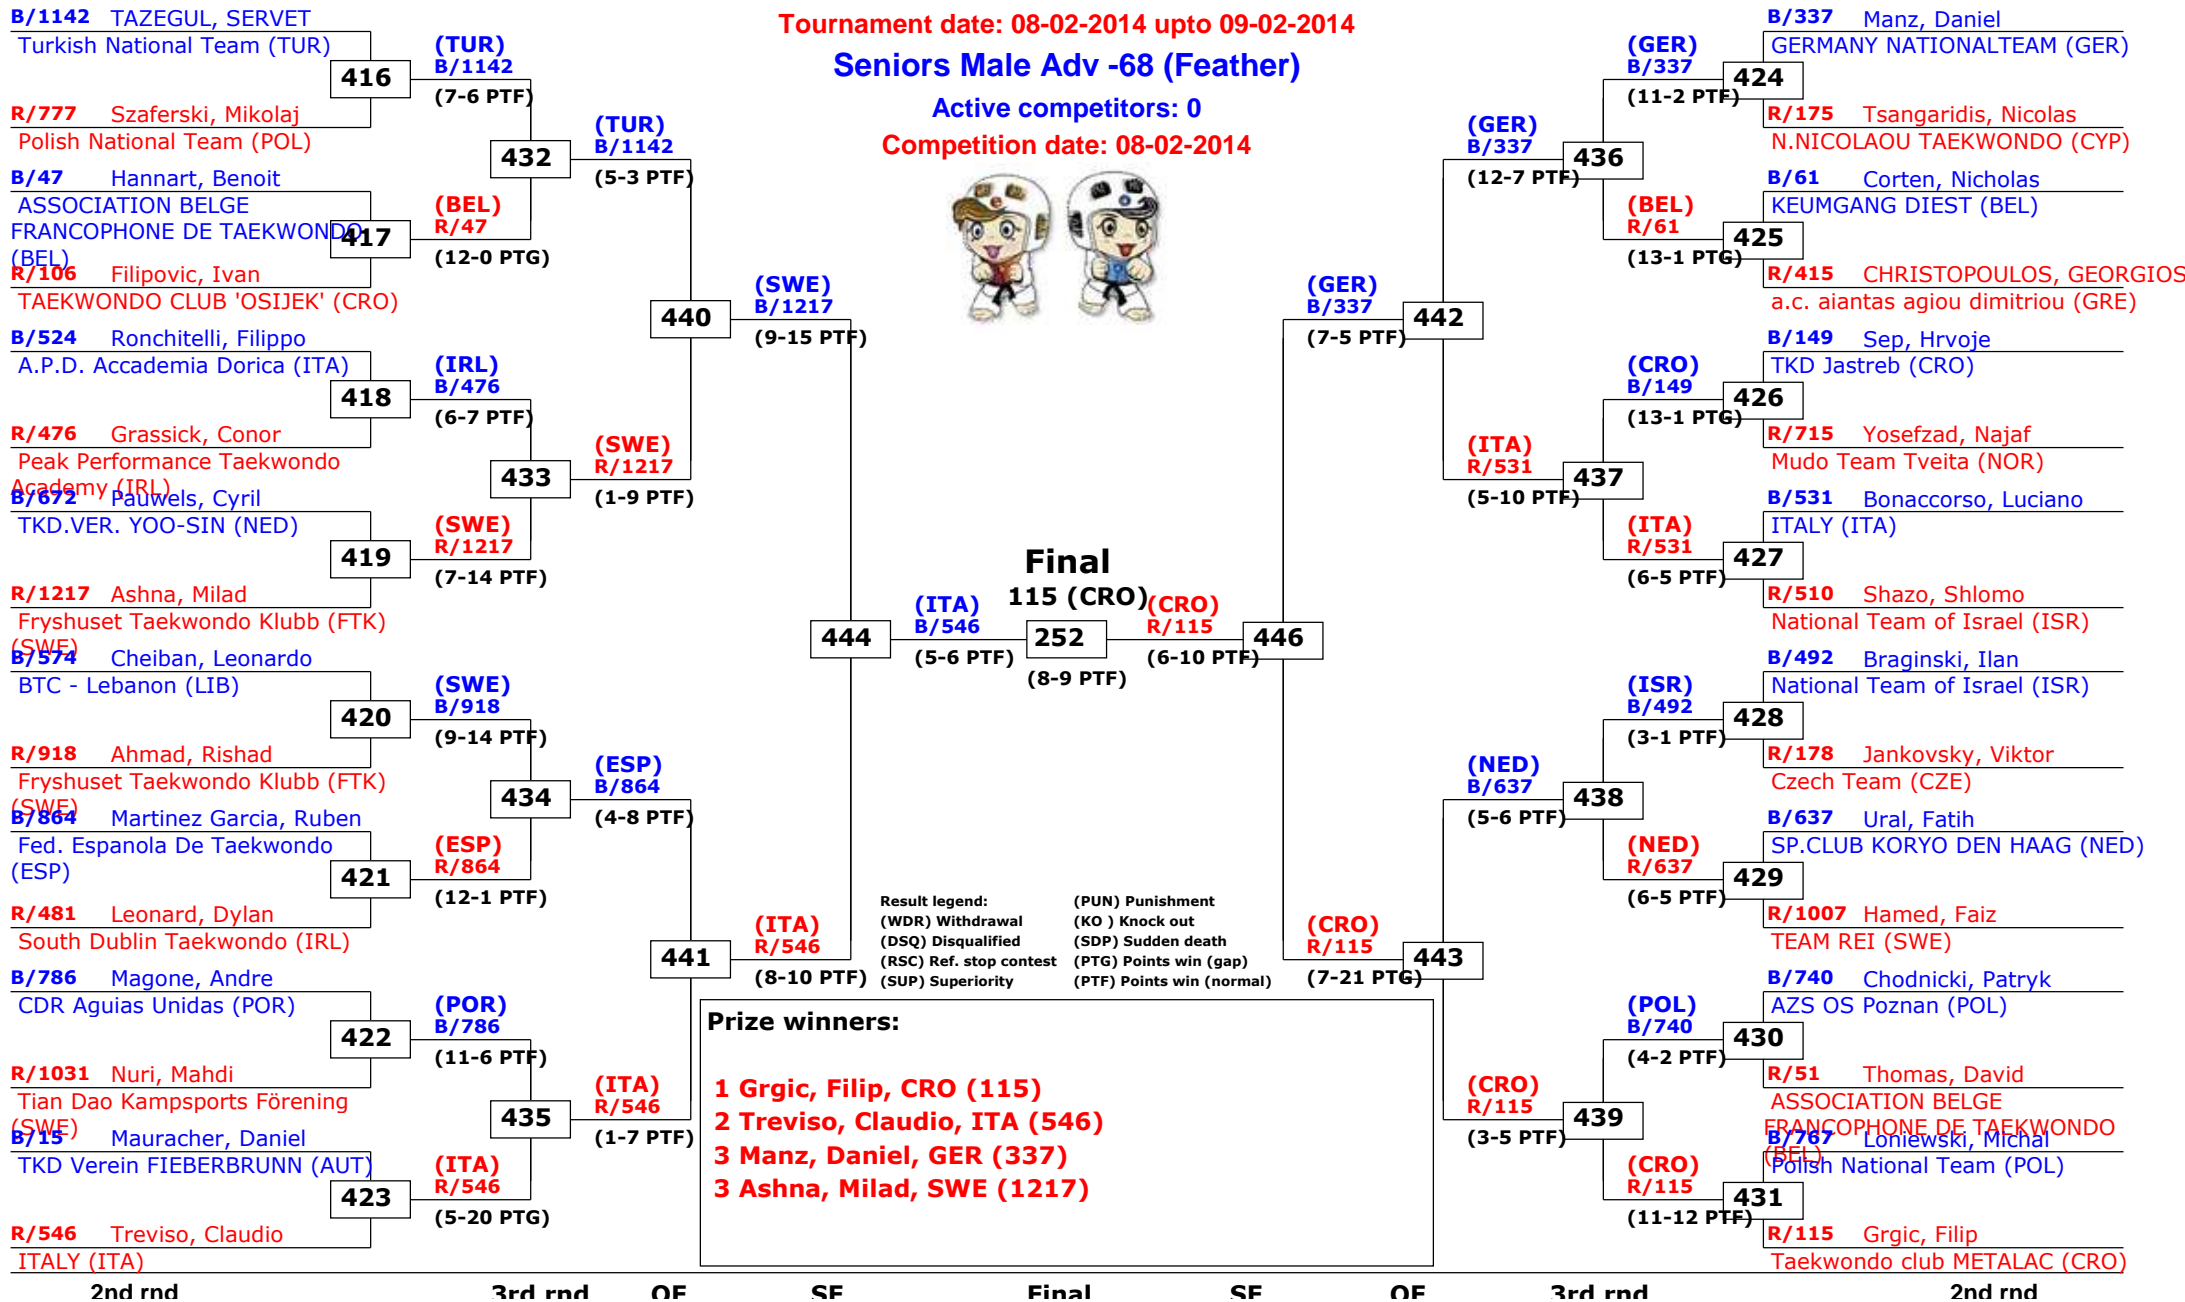 Tournament date: 08-02-2014 upto 09-02-2014
Seniors Male Adv -68 (Feather)
Active competitors: 0
Competition date: 08-02-2014
B/1142 TAZEGUL, SERVET
Turkish National Team (TUR)
416
R/777 Szaferski, Mikolaj
Polish National Team (POL)
B/47 Hannart, Benoit
ASSOCIATION BELGE
FRANCOPHONE DE TAEKWONDO
(BEL)
417
R/106 Filipovic, Ivan
TAEKWONDO CLUB 'OSIJEK' (CRO)
B/524 Ronchitelli, Filippo
A.P.D. Accademia Dorica (ITA)
418
R/476 Grassick, Conor
Peak Performance Taekwondo
Academy (IRL)
B/672 Pauwels, Cyril
TKD.VER. YOO-SIN (NED)
419
R/1217 Ashna, Milad
Fryshuset Taekwondo Klubb (FTK)
(SWE)
B/574 Cheiban, Leonardo
BTC - Lebanon (LIB)
420
R/918 Ahmad, Rishad
Fryshuset Taekwondo Klubb (FTK)
(SWE)
B/864 Martinez Garcia, Ruben
Fed. Espanola De Taekwondo
(ESP)
421
R/481 Leonard, Dylan
South Dublin Taekwondo (IRL)
B/786 Magone, Andre
CDR Aguias Unidas (POR)
422
R/1031 Nuri, Mahdi
Tian Dao Kampsports Förening
(SWE)
B/15 Mauracher, Daniel
TKD Verein FIEBERBRUNN (AUT)
423
R/546 Treviso, Claudio
ITALY (ITA)
(TUR)
B/1142
(7-6 PTF)
432
(BEL)
R/47
(12-0 PTG)
(IRL)
B/476
(6-7 PTF)
433
(SWE)
R/1217
(7-14 PTF)
(SWE)
B/918
(9-14 PTF)
434
(ESP)
R/864
(12-1 PTF)
(POR)
B/786
(11-6 PTF)
435
(ITA)
R/546
(5-20 PTG)
(TUR)
B/1142
(5-3 PTF)
440
(SWE)
R/1217
(1-9 PTF)
(ESP)
B/864
(4-8 PTF)
441
(ITA)
R/546
(1-7 PTF)
(SWE)
B/1217
(9-15 PTF)
444
(ITA)
R/546
(8-10 PTF)
(ITA)
B/546
(5-6 PTF)
Final
115 (CRO)
252
(8-9 PTF)
(CRO)
R/115
(6-10 PTF)
446
(GER)
B/337
(7-5 PTF)
442
(CRO)
R/115
(7-21 PTG)
443
(GER)
B/337
(12-7 PTF)
436
(ITA)
R/531
(5-10 PTF)
437
(NED)
B/637
(5-6 PTF)
438
(CRO)
R/115
(3-5 PTF)
439
(GER)
B/337
(11-2 PTF)
(BEL)
R/61
(13-1 PTG)
(CRO)
B/149
(13-1 PTG)
(ITA)
R/531
(6-5 PTF)
(ISR)
B/492
(3-1 PTF)
(NED)
R/637
(6-5 PTF)
(POL)
B/740
(4-2 PTF)
(CRO)
R/115
(11-12 PTF)
B/337 Manz, Daniel
GERMANY NATIONALTEAM (GER)
424
R/175 Tsangaridis, Nicolas
N.NICOLAOU TAEKWONDO (CYP)
B/61 Corten, Nicholas
KEUMGANG DIEST (BEL)
425
R/415 CHRISTOPOULOS, GEORGIOS
a.c. aiantas agiou dimitriou (GRE)
B/149 Sep, Hrvoje
TKD Jastreb (CRO)
426
R/715 Yosefzad, Najaf
Mudo Team Tveita (NOR)
B/531 Bonaccorso, Luciano
ITALY (ITA)
427
R/510 Shazo, Shlomo
National Team of Israel (ISR)
B/492 Braginski, Ilan
National Team of Israel (ISR)
428
R/178 Jankovsky, Viktor
Czech Team (CZE)
B/637 Ural, Fatih
SP.CLUB KORYO DEN HAAG (NED)
429
R/1007 Hamed, Faiz
TEAM REI (SWE)
B/740 Chodnicki, Patryk
AZS OS Poznan (POL)
430
R/51 Thomas, David
ASSOCIATION BELGE
FRANCOPHONE DE TAEKWONDO
(BEL)
B/767 Loniewski, Michal
Polish National Team (POL)
431
R/115 Grgic, Filip
Taekwondo club METALAC (CRO)
Result legend: (PUN) Punishment
(WDR) Withdrawal (KO ) Knock out
(DSQ) Disqualified (SDP) Sudden death
(RSC) Ref. stop contest (PTG) Points win (gap)
(SUP) Superiority (PTF) Points win (normal)
Prize winners:
1 Grgic, Filip, CRO (115)
2 Treviso, Claudio, ITA (546)
3 Manz, Daniel, GER (337)
3 Ashna, Milad, SWE (1217)
2nd rnd 3rd rnd QF SF Final SF QF 3rd rnd 2nd rnd